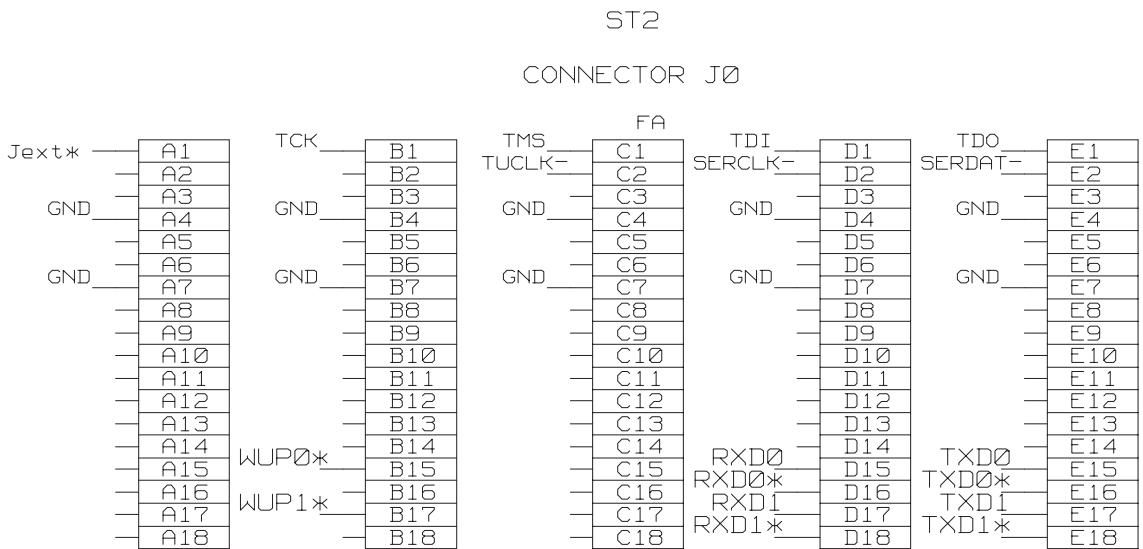 ST2
CONNECTOR J0
FA
Jext* A1 TCK B1 TMS C1 TDI D1 TDO E1
A2 B2 TUCLK- C2 SERCLK- D2 SERDAT- E2
A3 B3 C3 D3 E3
GND A4 GND B4 GND C4 GND D4 GND E4
A5 B5 C5 D5 E5
A6 B6 C6 D6 E6
GND A7 GND B7 GND C7 GND D7 GND E7
A8 B8 C8 D8 E8
A9 B9 C9 D9 E9
A10 B10 C10 D10 E10
A11 B11 C11 D11 E11
A12 B12 C12 D12 E12
A13 B13 C13 D13 E13
A14 B14 C14 D14 E14
A15 WUP0* B15 C15 RXD0 D15 TXD0 E15
A16 B16 C16 RXD0* D16 TXD0* E16
A17 WUP1* B17 C17 RXD1 D17 TXD1 E17
A18 B18 C18 RXD1* D18 TXD1* E18